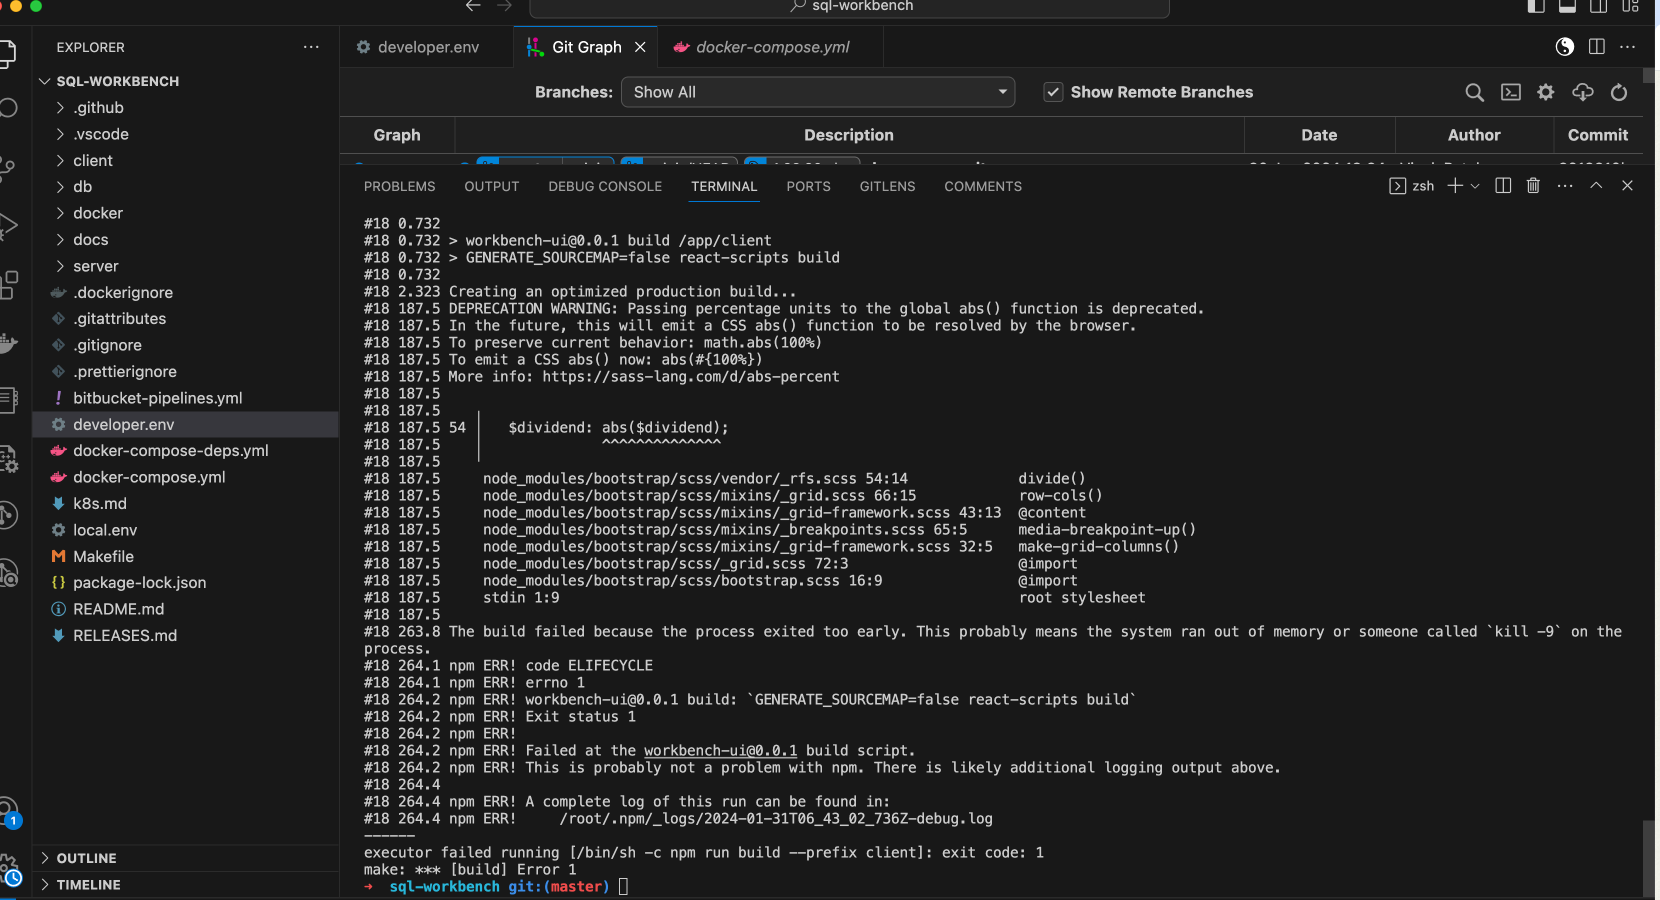 sql-workbench
EXPLORER
SQL-WORKBENCH
.github
.vscode
client
db
docker
docs
server
.dockerignore
.gitattributes
.gitignore
.prettierignore
bitbucket-pipelines.yml
developer.env
docker-compose-deps.yml
docker-compose.yml
k8s.md
local.env
Makefile
package-lock.json
README.md
RELEASES.md
OUTLINE
TIMELINE
1
developer.env
Git Graph
docker-compose.yml
Branches: Show All
Show Remote Branches
Graph Description Date Author Commit
PROBLEMS OUTPUT DEBUG CONSOLE TERMINAL PORTS GITLENS COMMENTS
zsh
#18 0.732
#18 0.732 > workbench-ui@0.0.1 build /app/client
#18 0.732 > GENERATE_SOURCEMAP=false react-scripts build
#18 0.732
#18 2.323 Creating an optimized production build...
#18 187.5 DEPRECATION WARNING: Passing percentage units to the global abs() function is deprecated.
#18 187.5 In the future, this will emit a CSS abs() function to be resolved by the browser.
#18 187.5 To preserve current behavior: math.abs(100%)
#18 187.5 To emit a CSS abs() now: abs(#{100%})
#18 187.5 More info: https://sass-lang.com/d/abs-percent
#18 187.5
#18 187.5
#18 187.5 54 │ $dividend: abs($dividend);
#18 187.5 │ ^^^^^^^^^^^^^^
#18 187.5
#18 187.5 node_modules/bootstrap/scss/vendor/_rfs.scss 54:14 divide()
#18 187.5 node_modules/bootstrap/scss/mixins/_grid.scss 66:15 row-cols()
#18 187.5 node_modules/bootstrap/scss/mixins/_grid-framework.scss 43:13 @content
#18 187.5 node_modules/bootstrap/scss/mixins/_breakpoints.scss 65:5 media-breakpoint-up()
#18 187.5 node_modules/bootstrap/scss/mixins/_grid-framework.scss 32:5 make-grid-columns()
#18 187.5 node_modules/bootstrap/scss/_grid.scss 72:3 @import
#18 187.5 node_modules/bootstrap/scss/bootstrap.scss 16:9 @import
#18 187.5 stdin 1:9 root stylesheet
#18 187.5
#18 263.8 The build failed because the process exited too early. This probably means the system ran out of memory or someone called `kill -9` on the
process.
#18 264.1 npm ERR! code ELIFECYCLE
#18 264.1 npm ERR! errno 1
#18 264.2 npm ERR! workbench-ui@0.0.1 build: `GENERATE_SOURCEMAP=false react-scripts build`
#18 264.2 npm ERR! Exit status 1
#18 264.2 npm ERR!
#18 264.2 npm ERR! Failed at the workbench-ui@0.0.1 build script.
#18 264.2 npm ERR! This is probably not a problem with npm. There is likely additional logging output above.
#18 264.4
#18 264.4 npm ERR! A complete log of this run can be found in:
#18 264.4 npm ERR! /root/.npm/_logs/2024-01-31T06_43_02_736Z-debug.log
------
executor failed running [/bin/sh -c npm run build --prefix client]: exit code: 1
make: *** [build] Error 1
➜ sql-workbench git:(master)